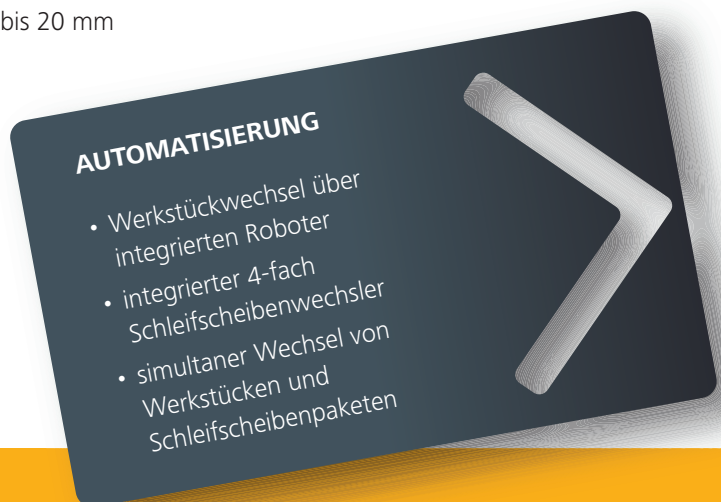 bis 20 mm
AUTOMATISIERUNG
• Werkstückwechsel über
integrierten Roboter
• integrierter 4-fach
Schleifscheibenwechsler
• simultaner Wechsel von
Werkstücken und
Schleifscheibenpaketen